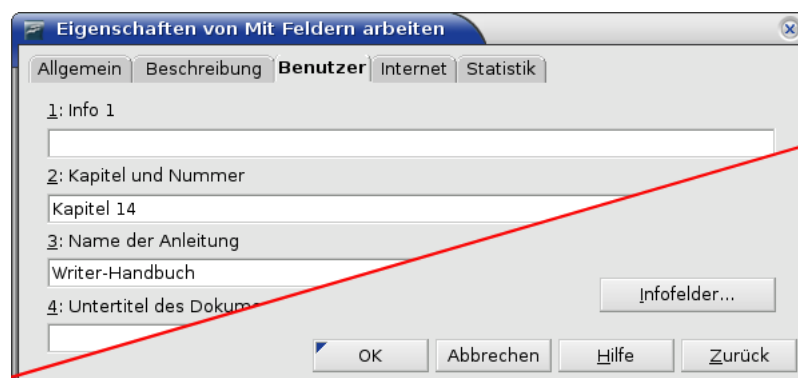 Eigenschaften von Mit Feldern arbeiten
Allgemein Beschreibung Benutzer Internet Statistik
1: Info 1
2: Kapitel und Nummer
Kapitel 14
3: Name der Anleitung
Writer-Handbuch
4: Untertitel des
Infofelder...
OK Abbrechen Hilfe Zurück